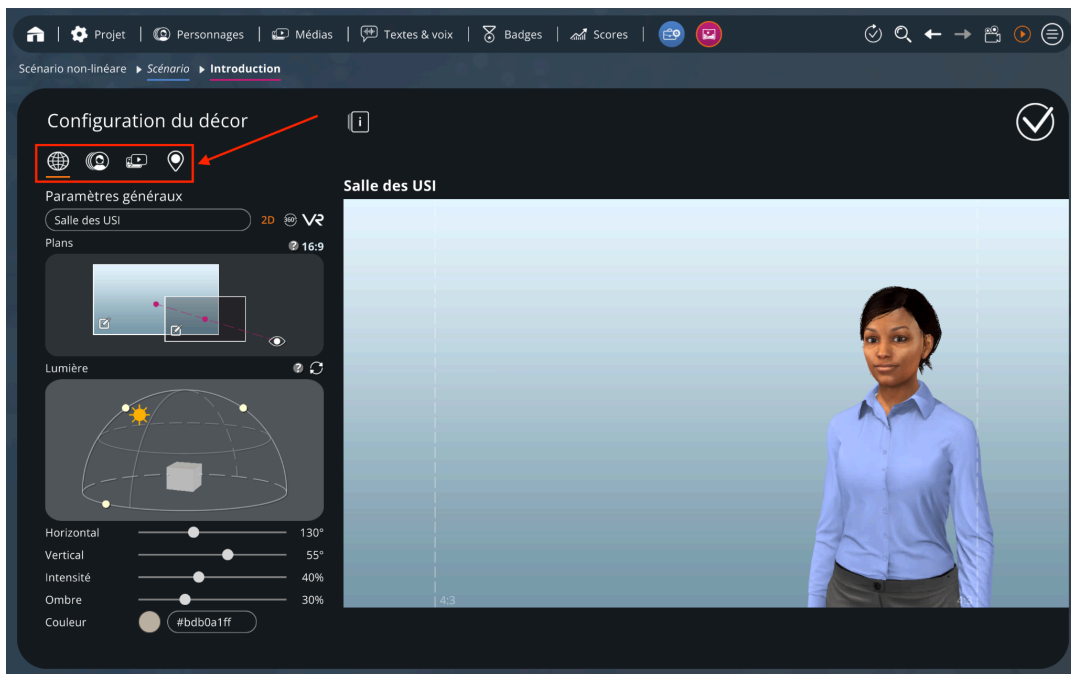 Projet | Personnages | Médias | Textes & voix | Badges | Scores |
Scénario non-linéaire ▸ Scénario ▸ Introduction
Configuration du décor
i
Paramètres généraux
Salle des USI 2D 360 VR
Plans ? 16:9
Lumière ?
Horizontal 130°
Vertical 55°
Intensité 40%
Ombre 30%
Couleur #bdb0a1ff
Salle des USI
4:3 4:3